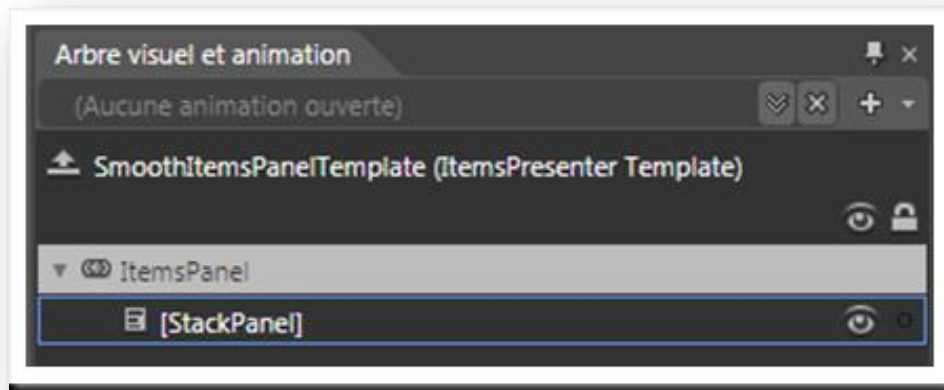 Arbre visuel et animation
(Aucune animation ouverte)
SmoothItemsPanelTemplate (ItemsPresenter Template)
ItemsPanel
[StackPanel]